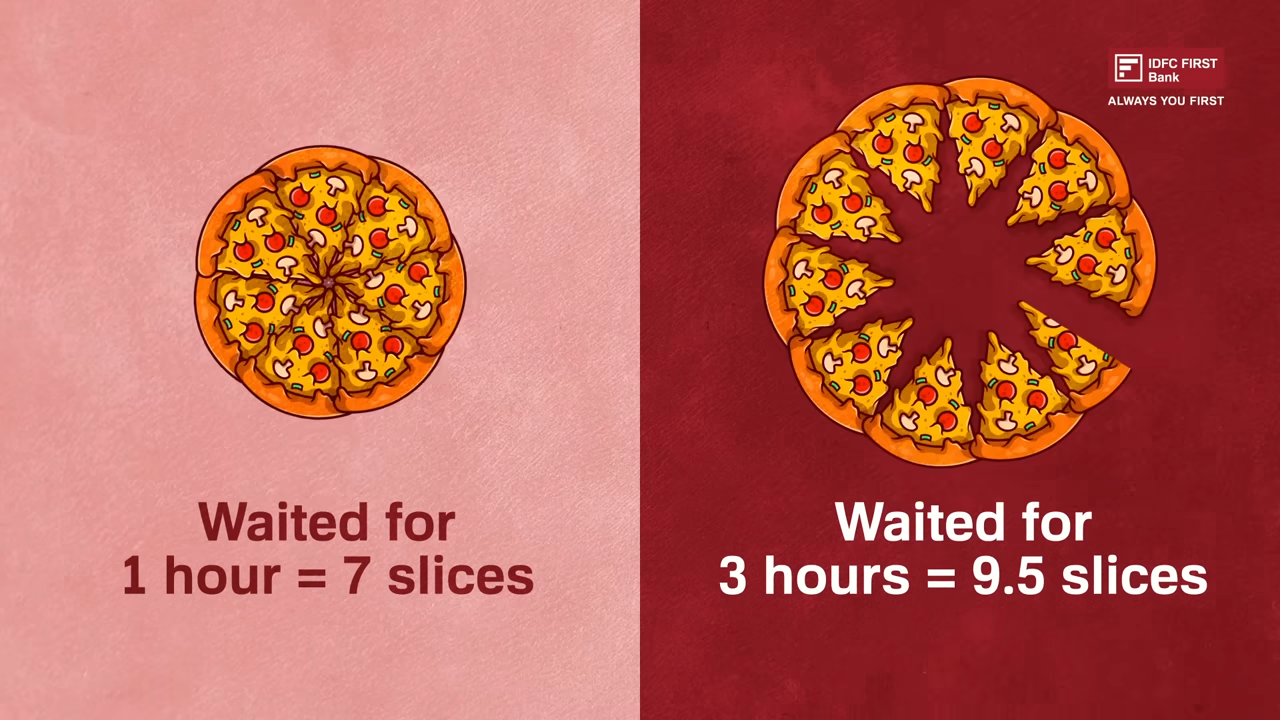 Waited for
1 hour = 7 slices
IDFC FIRST
Bank
ALWAYS YOU FIRST
Waited for
3 hours = 9.5 slices